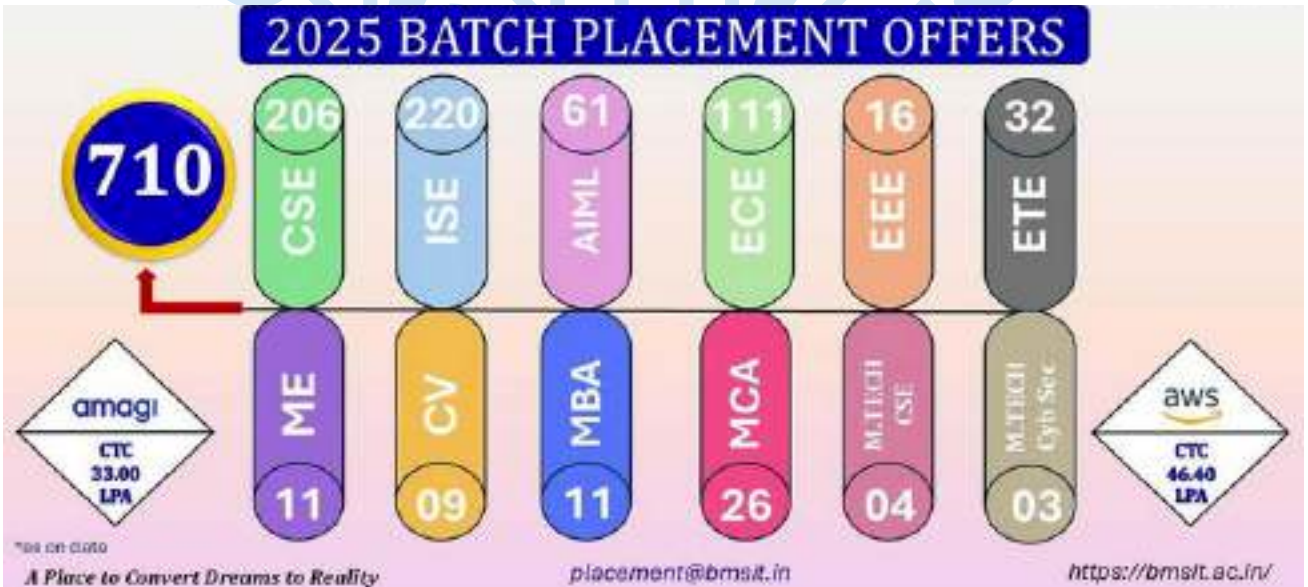 2025 BATCH PLACEMENT OFFERS
710
206
CSE
220
ISE
61
AIML
111
ECE
16
EEE
32
ETE
ME
11
CV
09
MBA
11
MCA
26
M.TECH
CSE
04
M.TECH
Cyb Sec
03
amagi
CTC
33.00
LPA
aws
CTC
46.40
LPA
*as on date
A Place to Convert Dreams to Reality
placement@bmsit.in
https://bmsit.ac.in/